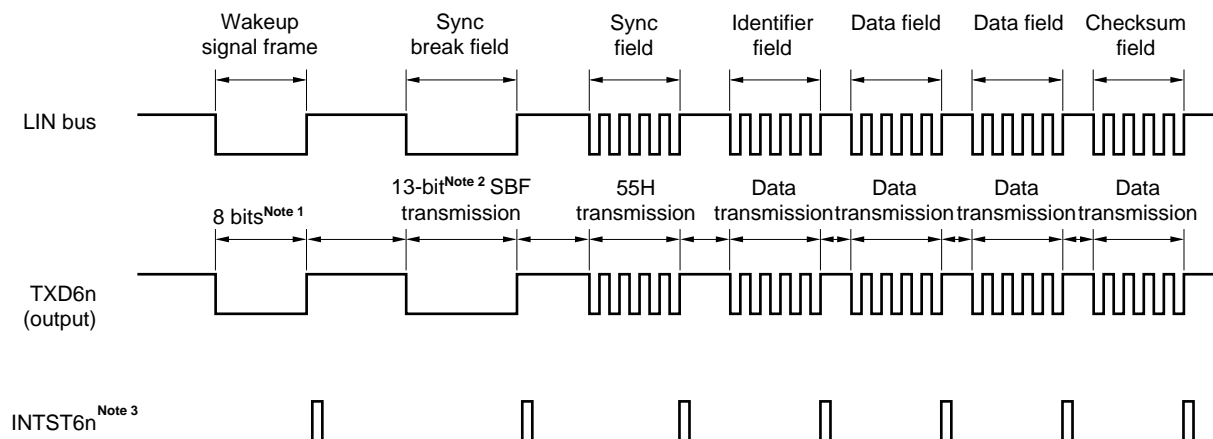 Wakeup
signal frame
Sync
break field
Sync
field
Identifier
field
Data field
Data field
Checksum
field
LIN bus
8 bitsNote 1
13-bitNote 2 SBF
transmission
55H
transmission
Data
transmission
Data
transmission
Data
transmission
Data
transmission
TXD6n
(output)
INTST6nNote 3